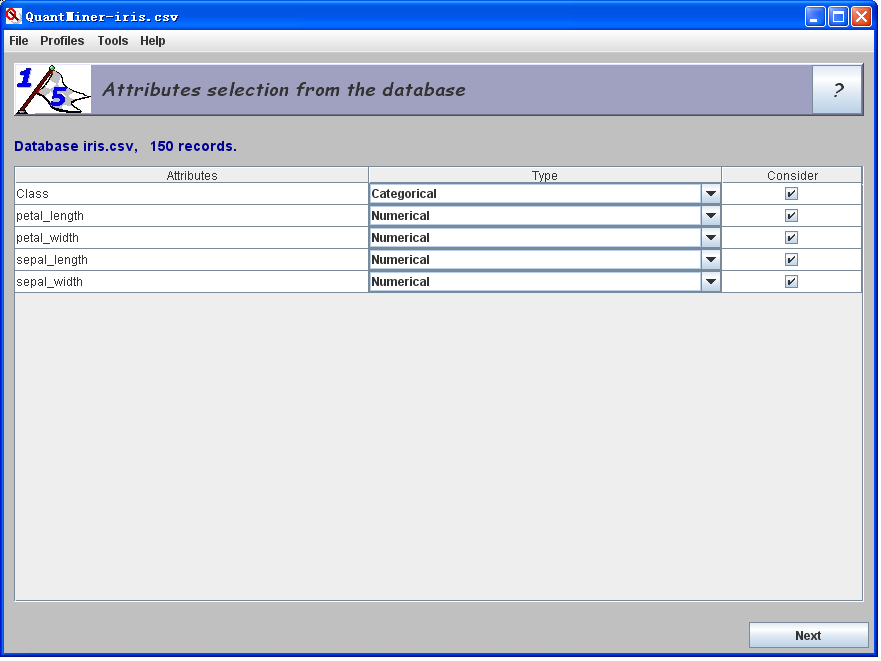 QuantMiner-iris.csv
File Profiles Tools Help
1 5 Attributes selection from the database ?
Database iris.csv, 150 records.
Attributes Type Consider
Class Categorical
petal_length Numerical
petal_width Numerical
sepal_length Numerical
sepal_width Numerical
Next